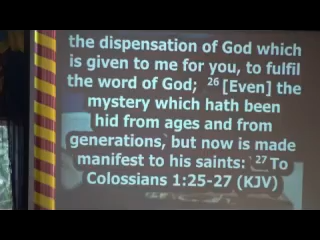 the dispensation of God which
is given to me for you, to fulfil
the word of God; 26 [Even] the
mystery which hath been
hid from ages and from
generations, but now is made
manifest to his saints: 27 To
Colossians 1:25-27 (KJV)